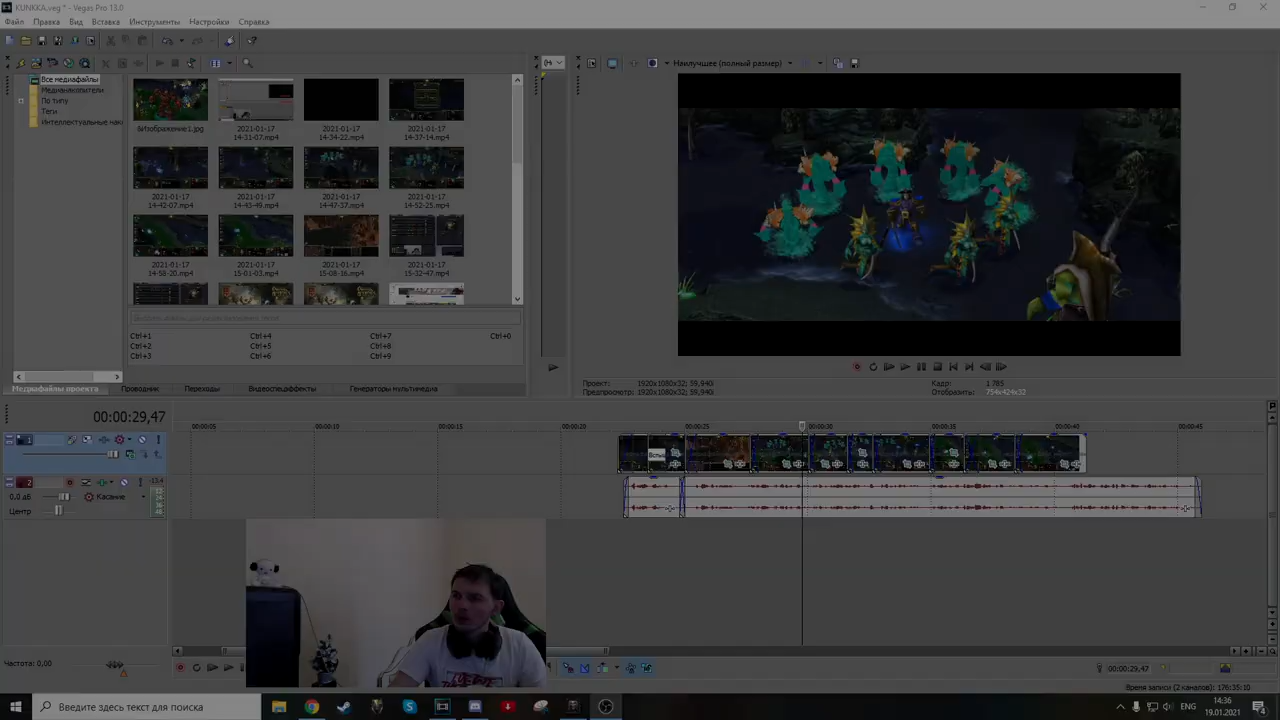 KUNKKA.veg * - Vegas Pro 13.0
Файл Правка Вид Вставка Инструменты Настройки Справка
Все медиафайлы
Медианакопители
По типу
Теги
Интеллектуальные нак
Изображение1.jpg
2021-01-17 14-31-07.mp4
2021-01-17 14-34-22.mp4
2021-01-17 14-37-14.mp4
2021-01-17 14-42-07.mp4
2021-01-17 14-45-49.mp4
2021-01-17 14-47-37.mp4
2021-01-17 14-52-25.mp4
2021-01-17 14-58-20.mp4
2021-01-17 15-01-03.mp4
2021-01-17 15-08-16.mp4
2021-01-17 15-32-47.mp4
Ctrl+1 Ctrl+4 Ctrl+7 Ctrl+0
Ctrl+2 Ctrl+5 Ctrl+8
Ctrl+3 Ctrl+6 Ctrl+9
Медиафайлы проекта Проводник Переходы Видеоспецэффекты Генераторы мультимедиа
Наилучшее (полный размер)
Проект: 1920x1080x32; 59,940i
Предпросмотр: 1920x1080x32; 59,940i
Кадр: 1 785
Отобразить: 754x424x32
00:00:29,47
00:00:05 00:00:10 00:00:15 00:00:20 00:00:25 00:00:30 00:00:35 00:00:40 00:00:45
1
2
0,0 дБ Касание
Центр
Частота: 0,00
00:00:29,47
Время записи (2 каналов): 176:35:10
Введите здесь текст для поиска
ENG
14:36
19.01.2021